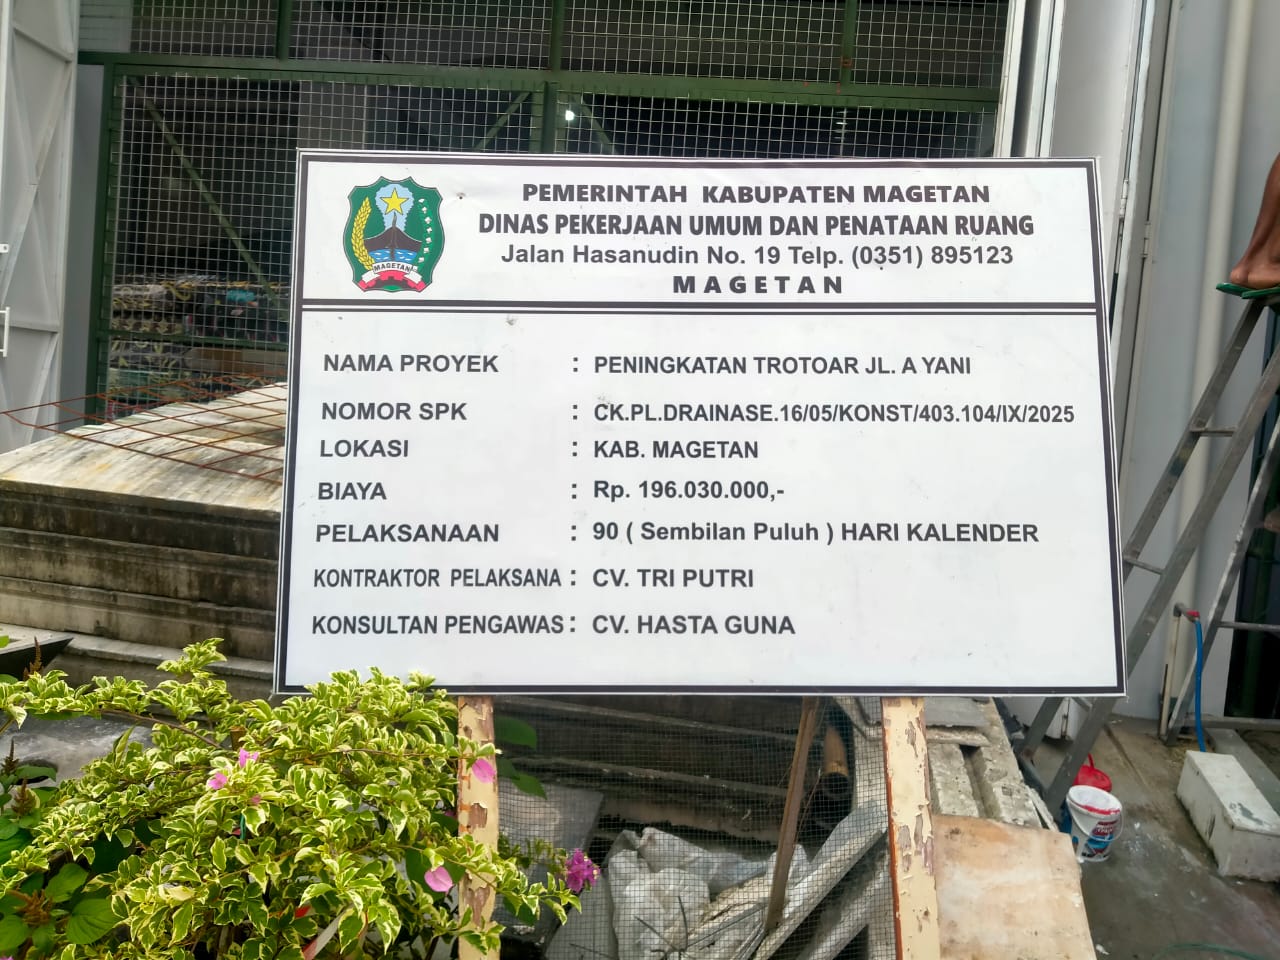 PEMERINTAH KABUPATEN MAGETAN
DINAS PEKERJAAN UMUM DAN PENATAAN RUANG
Jalan Hasanudin No. 19 Telp. (0351) 895123
MAGETAN
MAGETAN
NAMA PROYEK : PENINGKATAN TROTOAR JL. A YANI
NOMOR SPK : CK.PL.DRAINASE.16/05/KONST/403.104/IX/2025
LOKASI : KAB. MAGETAN
BIAYA : Rp. 196.030.000,-
PELAKSANAAN : 90 ( Sembilan Puluh ) HARI KALENDER
KONTRAKTOR PELAKSANA : CV. TRI PUTRI
KONSULTAN PENGAWAS : CV. HASTA GUNA